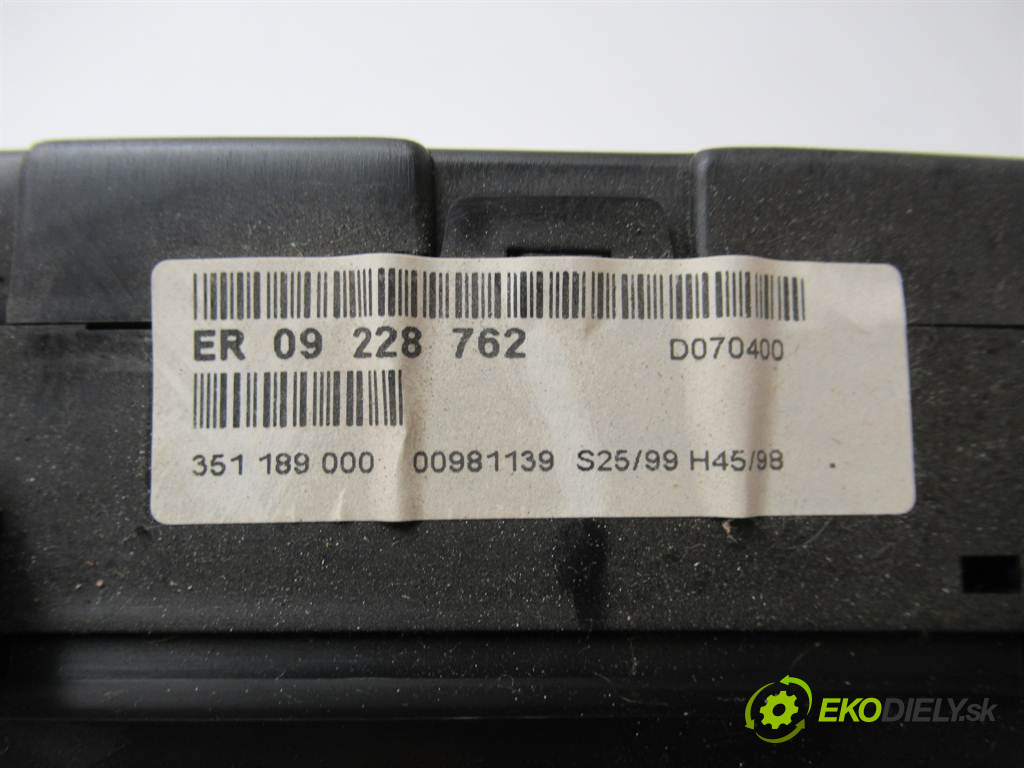 ER 09 228 762 D070400
351 189 000 00981139 S25/99 H45/98
EKODIELY.sk